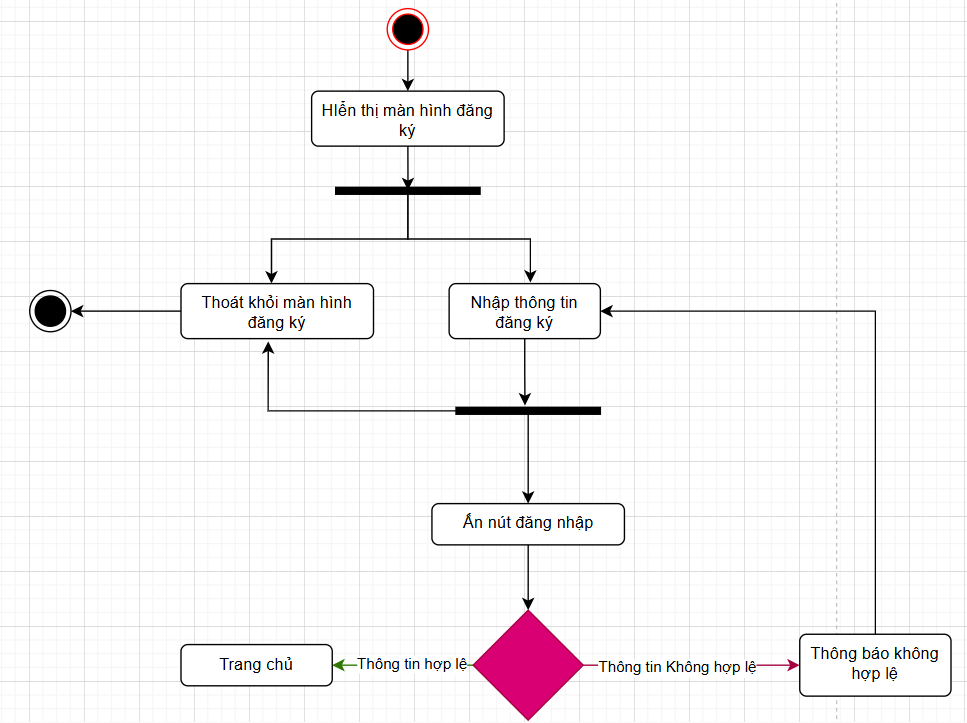 HIễn thị màn hình đăng
ký
Thoát khỏi màn hình
đăng ký
Nhập thông tin
đăng ký
Ấn nút đăng nhập
Trang chủ
Thông tin hợp lệ
Thông tin Không hợp lệ
Thông báo không
hợp lệ